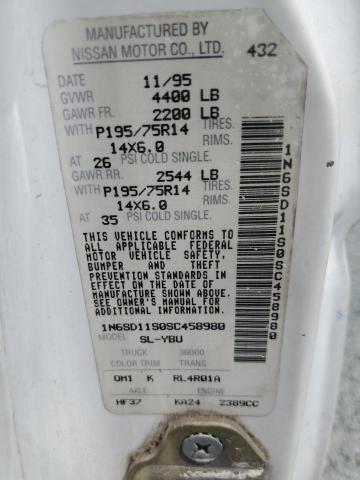 MANUFACTURED BY
NISSAN MOTOR CO., LTD. 432
DATE 11/95
GVWR 4400 LB
GAWR FR. 2200 LB
WITH P195/75R14 TIRES.
14X6.0 RIMS.
AT 26 PSI COLD SINGLE.
GAWR RR. 2544 LB
WITH P195/75R14 TIRES.
14X6.0 RIMS.
AT 35 PSI COLD SINGLE.
THIS VEHICLE CONFORMS TO
ALL APPLICABLE FEDERAL
MOTOR VEHICLE SAFETY,
BUMPER AND THEFT
PREVENTION STANDARDS IN
EFFECT ON THE DATE OF
MANUFACTURE SHOWN ABOVE.
SEE OWNER'S MANUAL FOR
ADDITIONAL INFORMATION.
1N6SD11S0SC458980
MODEL SL-YBU
TRUCK 30000
COLOR TRIM TRANS
QM1 K RL4R01A
AXLE ENGINE
HF37 KA24 2389CC
1N6SD11S0SC458980